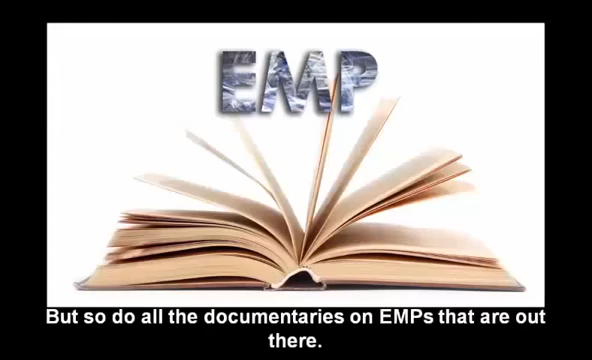 EMP
But so do all the documentaries on EMPs that are out
there.